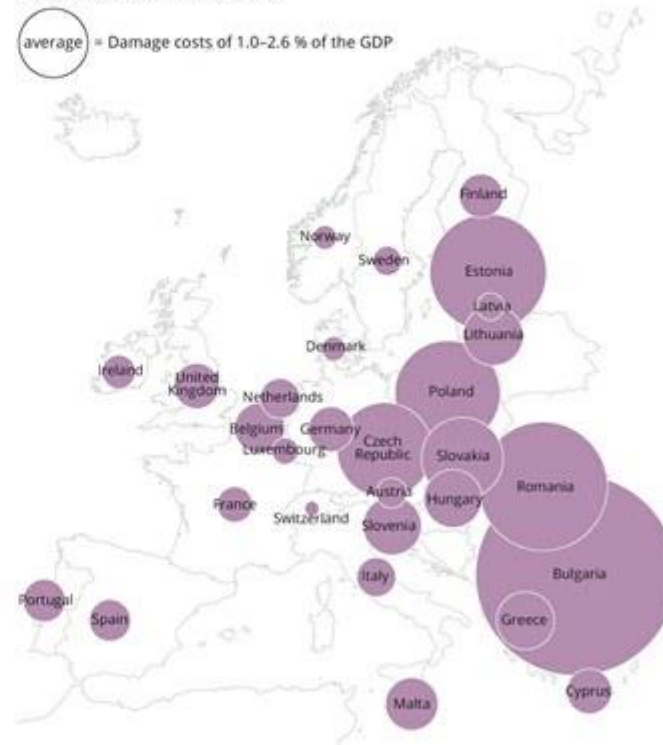 average = Damage costs of 1.0–2.6 % of the GDP
Finland
Norway
Sweden
Estonia
Latvia
Lithuania
Denmark
Ireland
United
Kingdom
Netherlands
Poland
Belgium
Germany
Luxembourg
Czech
Republic
Slovakia
Romania
Austria
Hungary
France
Switzerland
Slovenia
Italy
Bulgaria
Portugal
Spain
Greece
Cyprus
Malta